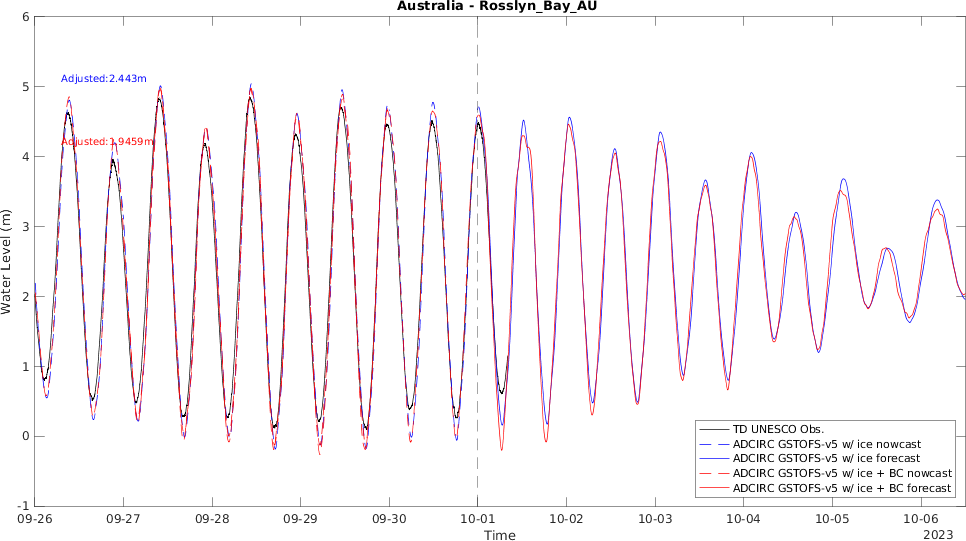 Australia - Rosslyn_Bay_AU
6
5
4
3
2
1
0
-1
Water Level (m)
Adjusted:2.443m
Adjusted:1.9459m
TD UNESCO Obs.
ADCIRC GSTOFS-v5 w/ ice nowcast
ADCIRC GSTOFS-v5 w/ ice forecast
ADCIRC GSTOFS-v5 w/ ice + BC nowcast
ADCIRC GSTOFS-v5 w/ ice + BC forecast
09-26 09-27 09-28 09-29 09-30 10-01 10-02 10-03 10-04 10-05 10-06
Time
2023